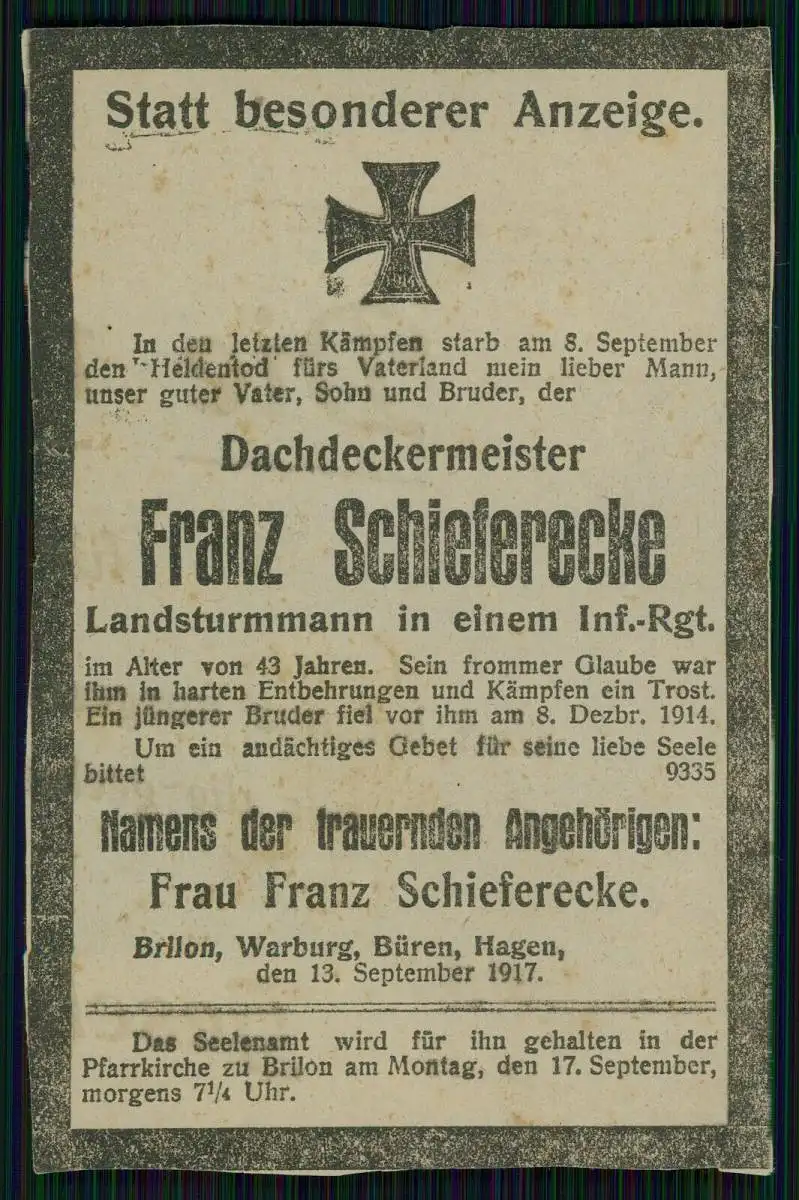 Statt besonderer Anzeige.
W
In den letzten Kämpfen starb am 8. September
den Heldentod fürs Vaterland mein lieber Mann,
unser guter Vater, Sohn und Bruder, der
Dachdeckermeister
Franz Schieferecke
Landsturmmann in einem Inf.-Rgt.
im Alter von 43 Jahren. Sein frommer Glaube war
ihm in harten Entbehrungen und Kämpfen ein Trost.
Ein jüngerer Bruder fiel vor ihm am 8. Dezbr. 1914.
Um ein andächtiges Gebet für seine liebe Seele
bittet 9335
Namens der trauernden Angehörigen:
Frau Franz Schieferecke.
Brilon, Warburg, Büren, Hagen,
den 13. September 1917.
Das Seelenamt wird für ihn gehalten in der
Pfarrkirche zu Brilon am Montag, den 17. September,
morgens 7¼ Uhr.